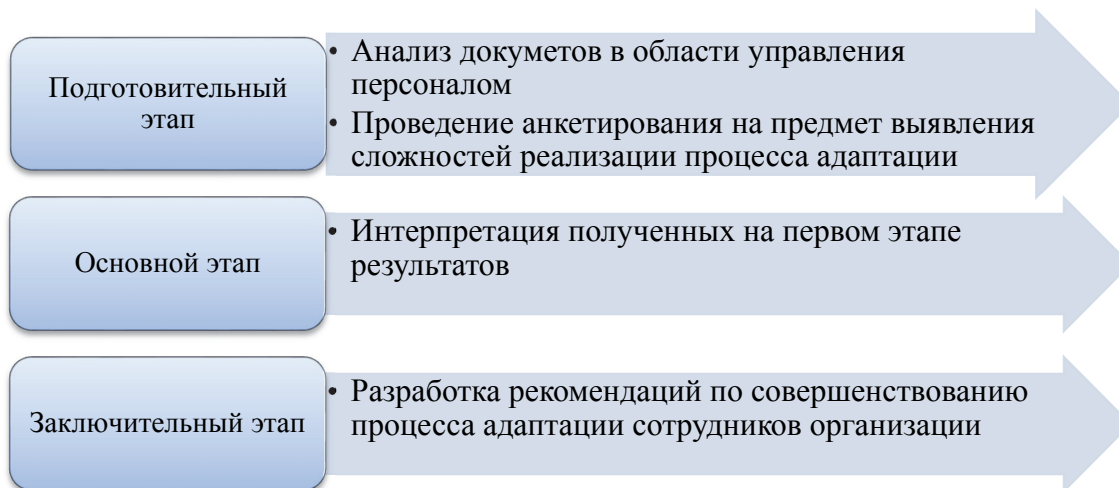 Подготовительный
этап
• Анализ докуметов в области управления
персоналом
• Проведение анкетирования на предмет выявления
сложностей реализации процесса адаптации
Основной этап
• Интерпретация полученных на первом этапе
результатов
Заключительный этап
• Разработка рекомендаций по совершенствованию
процесса адаптации сотрудников организации